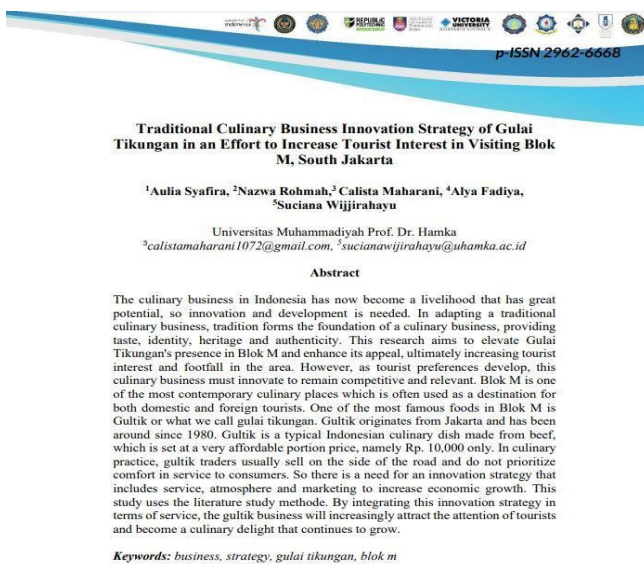 REPUBLIC
POLYTECHNIC
VICTORIA
UNIVERSITY
p-ISSN 2962-6668
Traditional Culinary Business Innovation Strategy of Gulai
Tikungan in an Effort to Increase Tourist Interest in Visiting Blok
M, South Jakarta
¹Aulia Syafira, ²Nazwa Rohmah,³ Calista Maharani, ⁴Alya Fadiya,
⁵Suciana Wijjirahayu
Universitas Muhammadiyah Prof. Dr. Hamka
³calistamaharani1072@gmail.com, ⁵sucianawijirahayu@uhamka.ac.id
Abstract
The culinary business in Indonesia has now become a livelihood that has great
potential, so innovation and development is needed. In adapting a traditional
culinary business, tradition forms the foundation of a culinary business, providing
taste, identity, heritage and authenticity. This research aims to elevate Gulai
Tikungan's presence in Blok M and enhance its appeal, ultimately increasing tourist
interest and footfall in the area. However, as tourist preferences develop, this
culinary business must innovate to remain competitive and relevant. Blok M is one
of the most contemporary culinary places which is often used as a destination for
both domestic and foreign tourists. One of the most famous foods in Blok M is
Gultik or what we call gulai tikungan. Gultik originates from Jakarta and has been
around since 1980. Gultik is a typical Indonesian culinary dish made from beef,
which is set at a very affordable portion price, namely Rp. 10,000 only. In culinary
practice, gultik traders usually sell on the side of the road and do not prioritize
comfort in service to consumers. So there is a need for an innovation strategy that
includes service, atmosphere and marketing to increase economic growth. This
study uses the literature study methode. By integrating this innovation strategy in
terms of service, the gultik business will increasingly attract the attention of tourists
and become a culinary delight that continues to grow.
Keywords: business, strategy, gulai tikungan, blok m